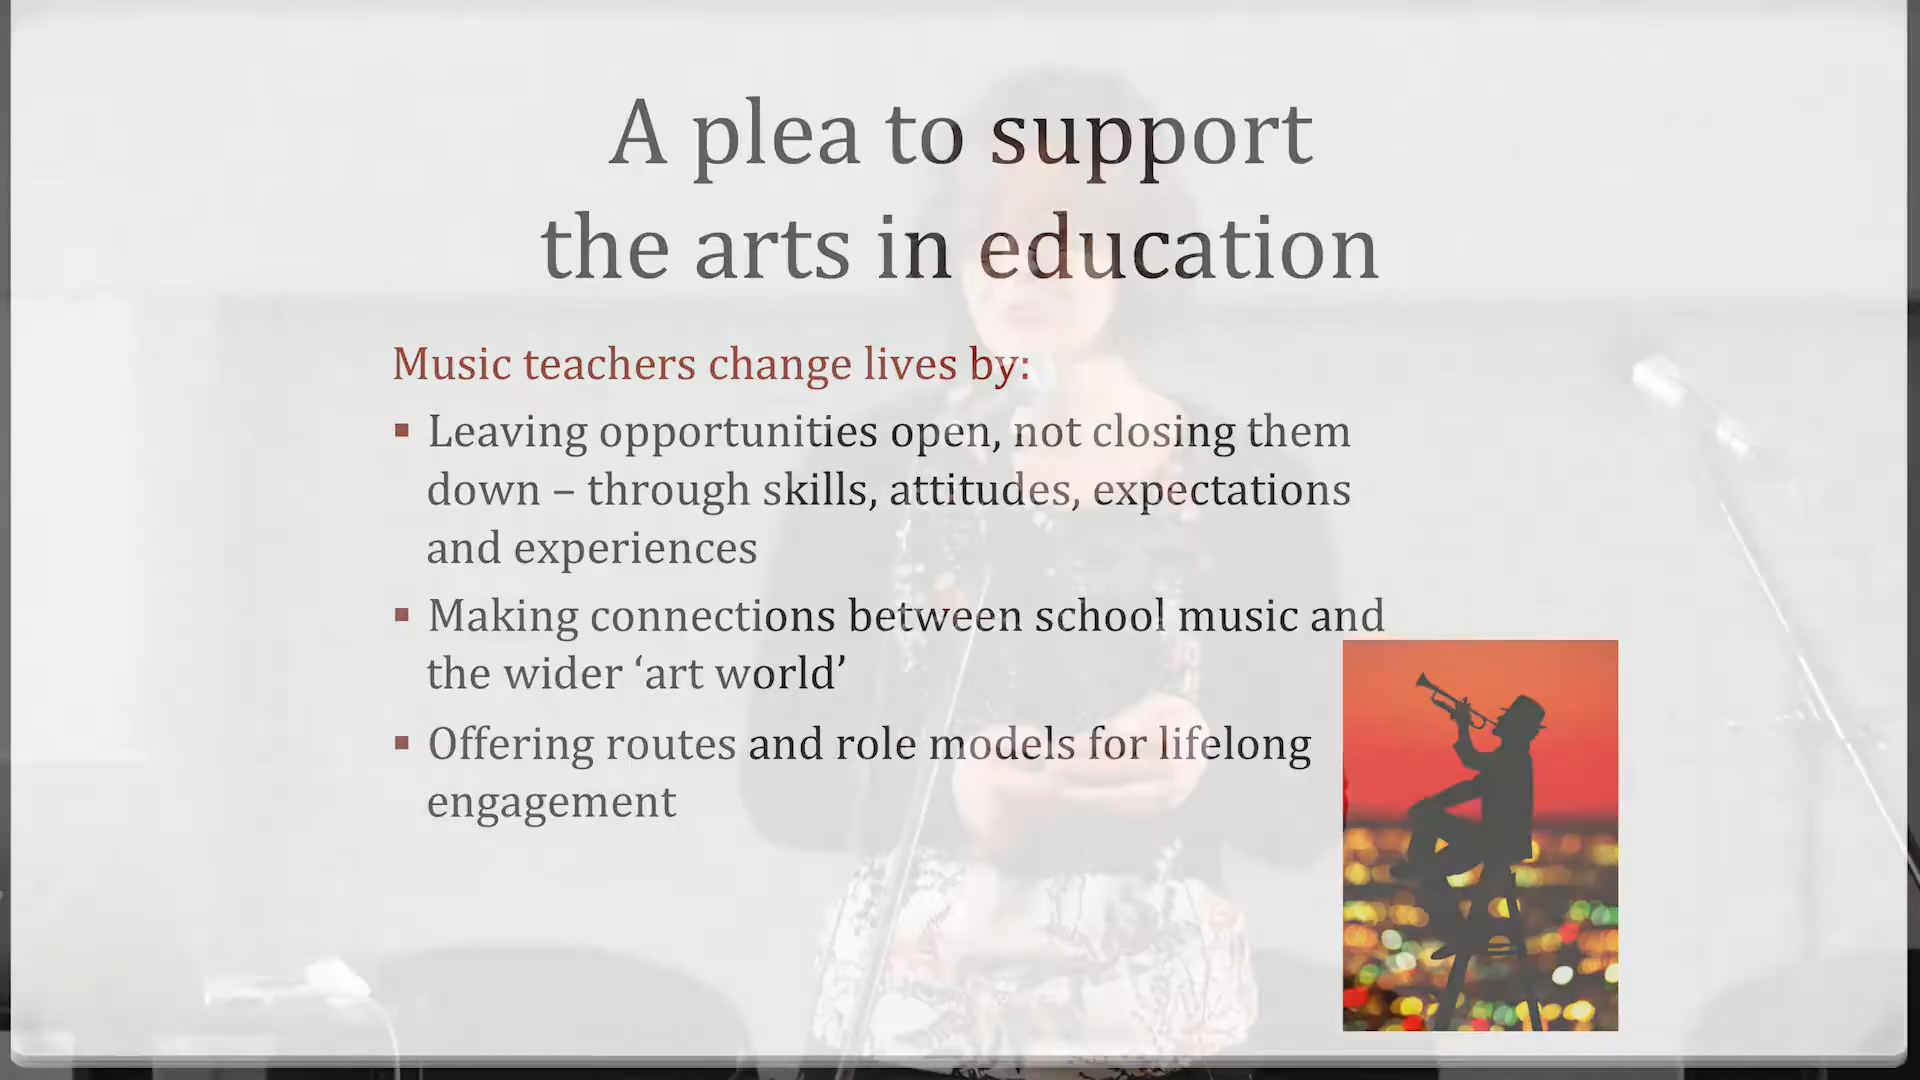 A plea to support
the arts in education
Music teachers change lives by:
▪ Leaving opportunities open, not closing them
down – through skills, attitudes, expectations
and experiences
▪ Making connections between school music and
the wider ‘art world’
▪ Offering routes and role models for lifelong
engagement